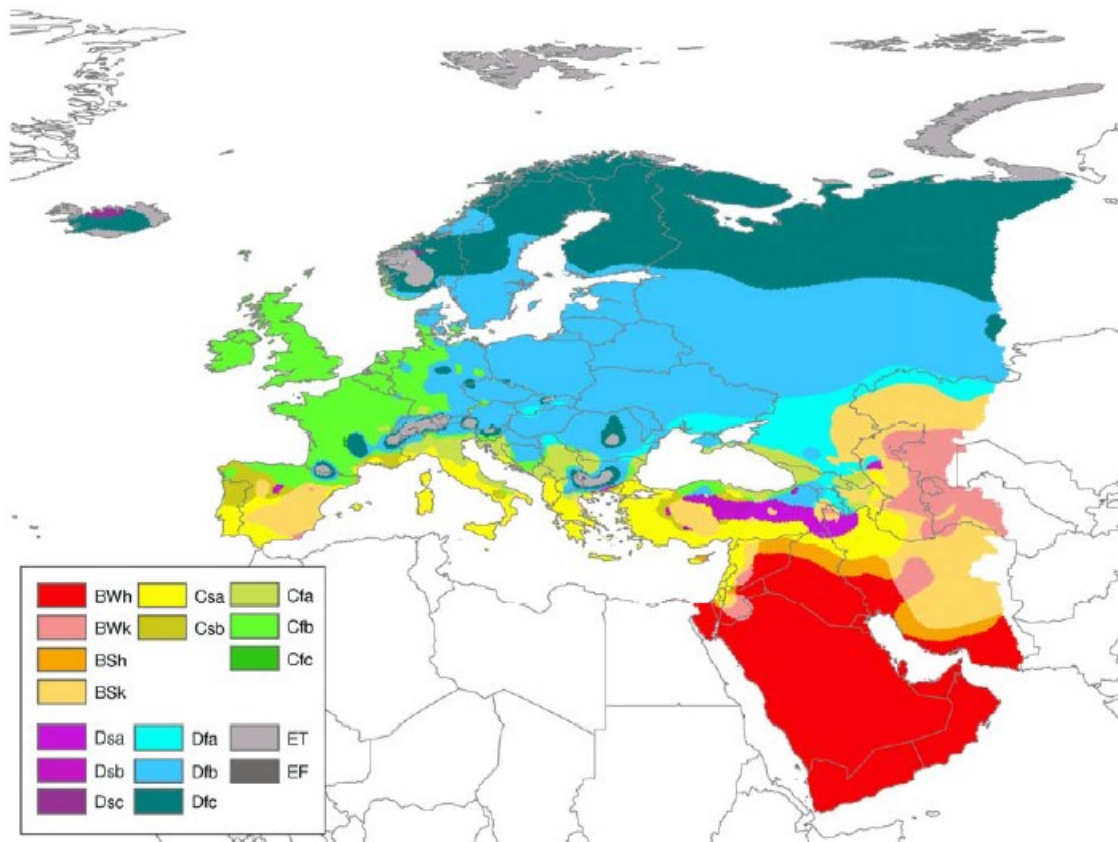 BWh Csa Cfa
BWk Csb Cfb
BSh Cfc
BSk
Dsa Dfa ET
Dsb Dfb EF
Dsc Dfc